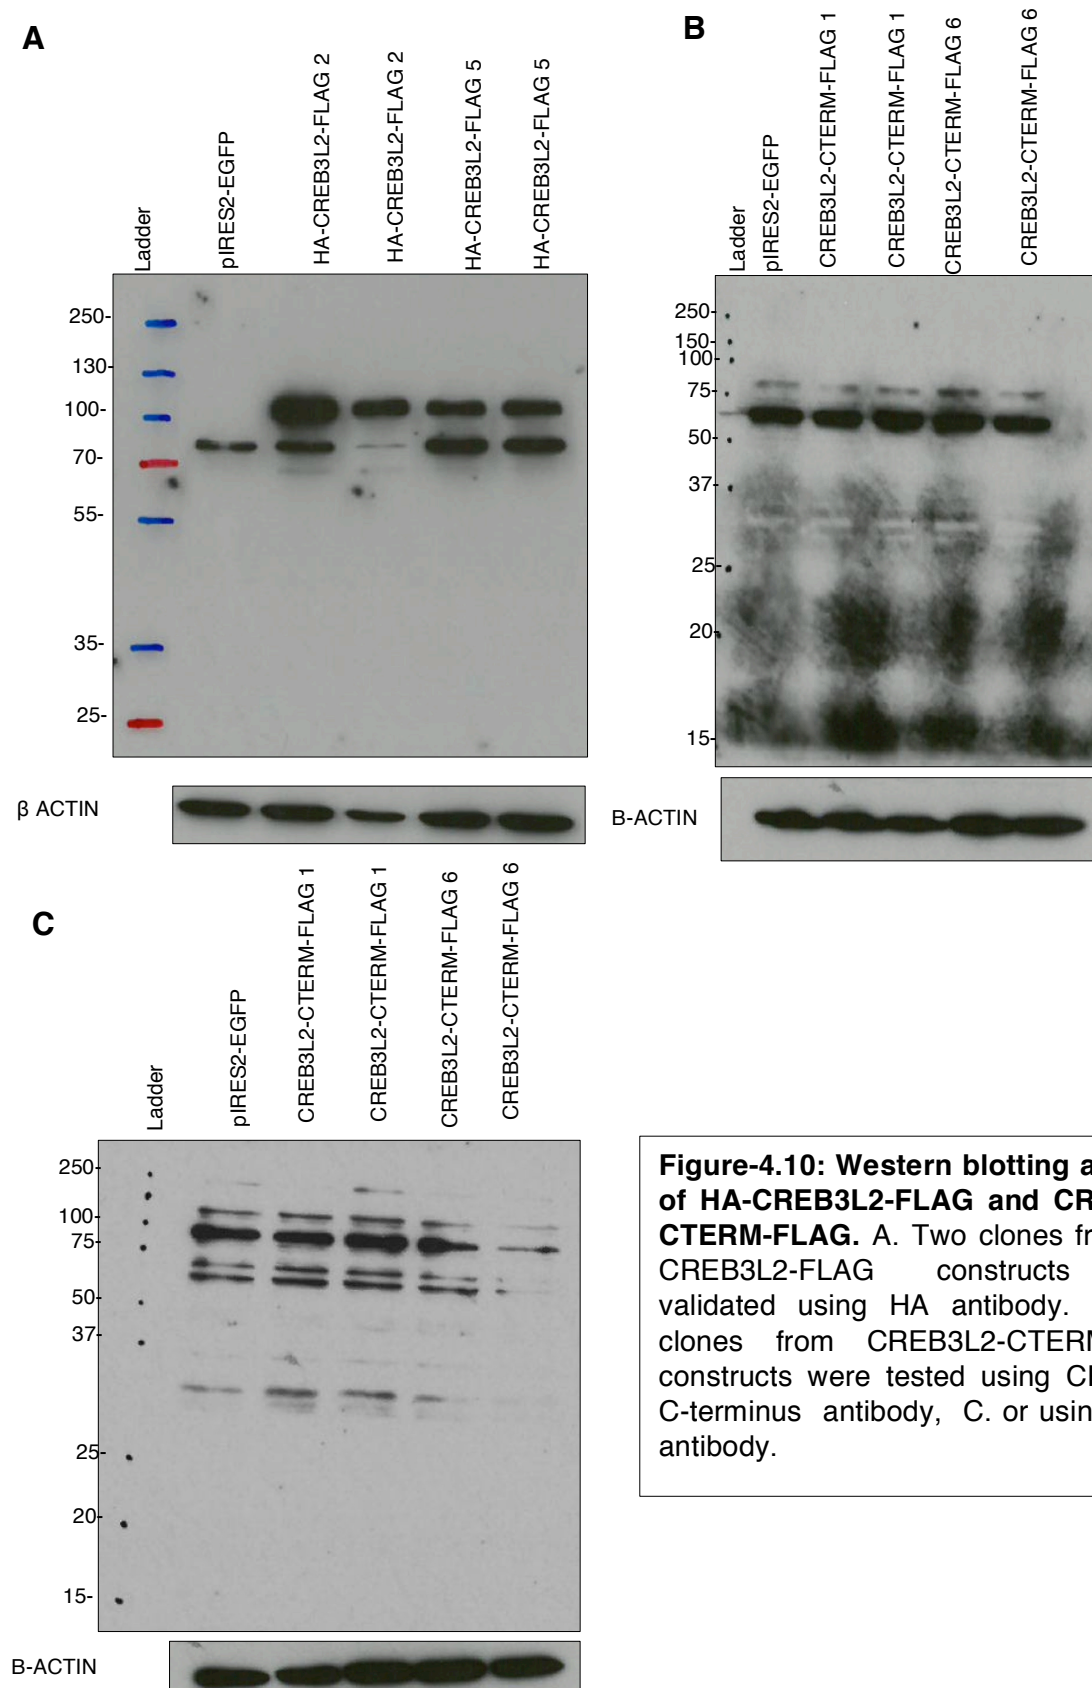 A
Ladder
pIRES2-EGFP
HA-CREB3L2-FLAG 2
HA-CREB3L2-FLAG 2
HA-CREB3L2-FLAG 5
HA-CREB3L2-FLAG 5
250-
130-
100-
70-
55-
35-
25-
β ACTIN
B
Ladder
pIRES2-EGFP
CREB3L2-CTERM-FLAG 1
CREB3L2-CTERM-FLAG 1
CREB3L2-CTERM-FLAG 6
CREB3L2-CTERM-FLAG 6
250-
150-
100-
75-
50-
37-
25-
20-
15-
B-ACTIN
C
Ladder
pIRES2-EGFP
CREB3L2-CTERM-FLAG 1
CREB3L2-CTERM-FLAG 1
CREB3L2-CTERM-FLAG 6
CREB3L2-CTERM-FLAG 6
250-
100-
75-
50-
37-
25-
20-
15-
B-ACTIN
Figure-4.10: Western blotting
of HA-CREB3L2-FLAG and
CTERM-FLAG. A. Two clones
CREB3L2-FLAG constructs
validated using HA antibody.
clones from
constructs were tested using
C-terminus antibody, C. or
antibody.